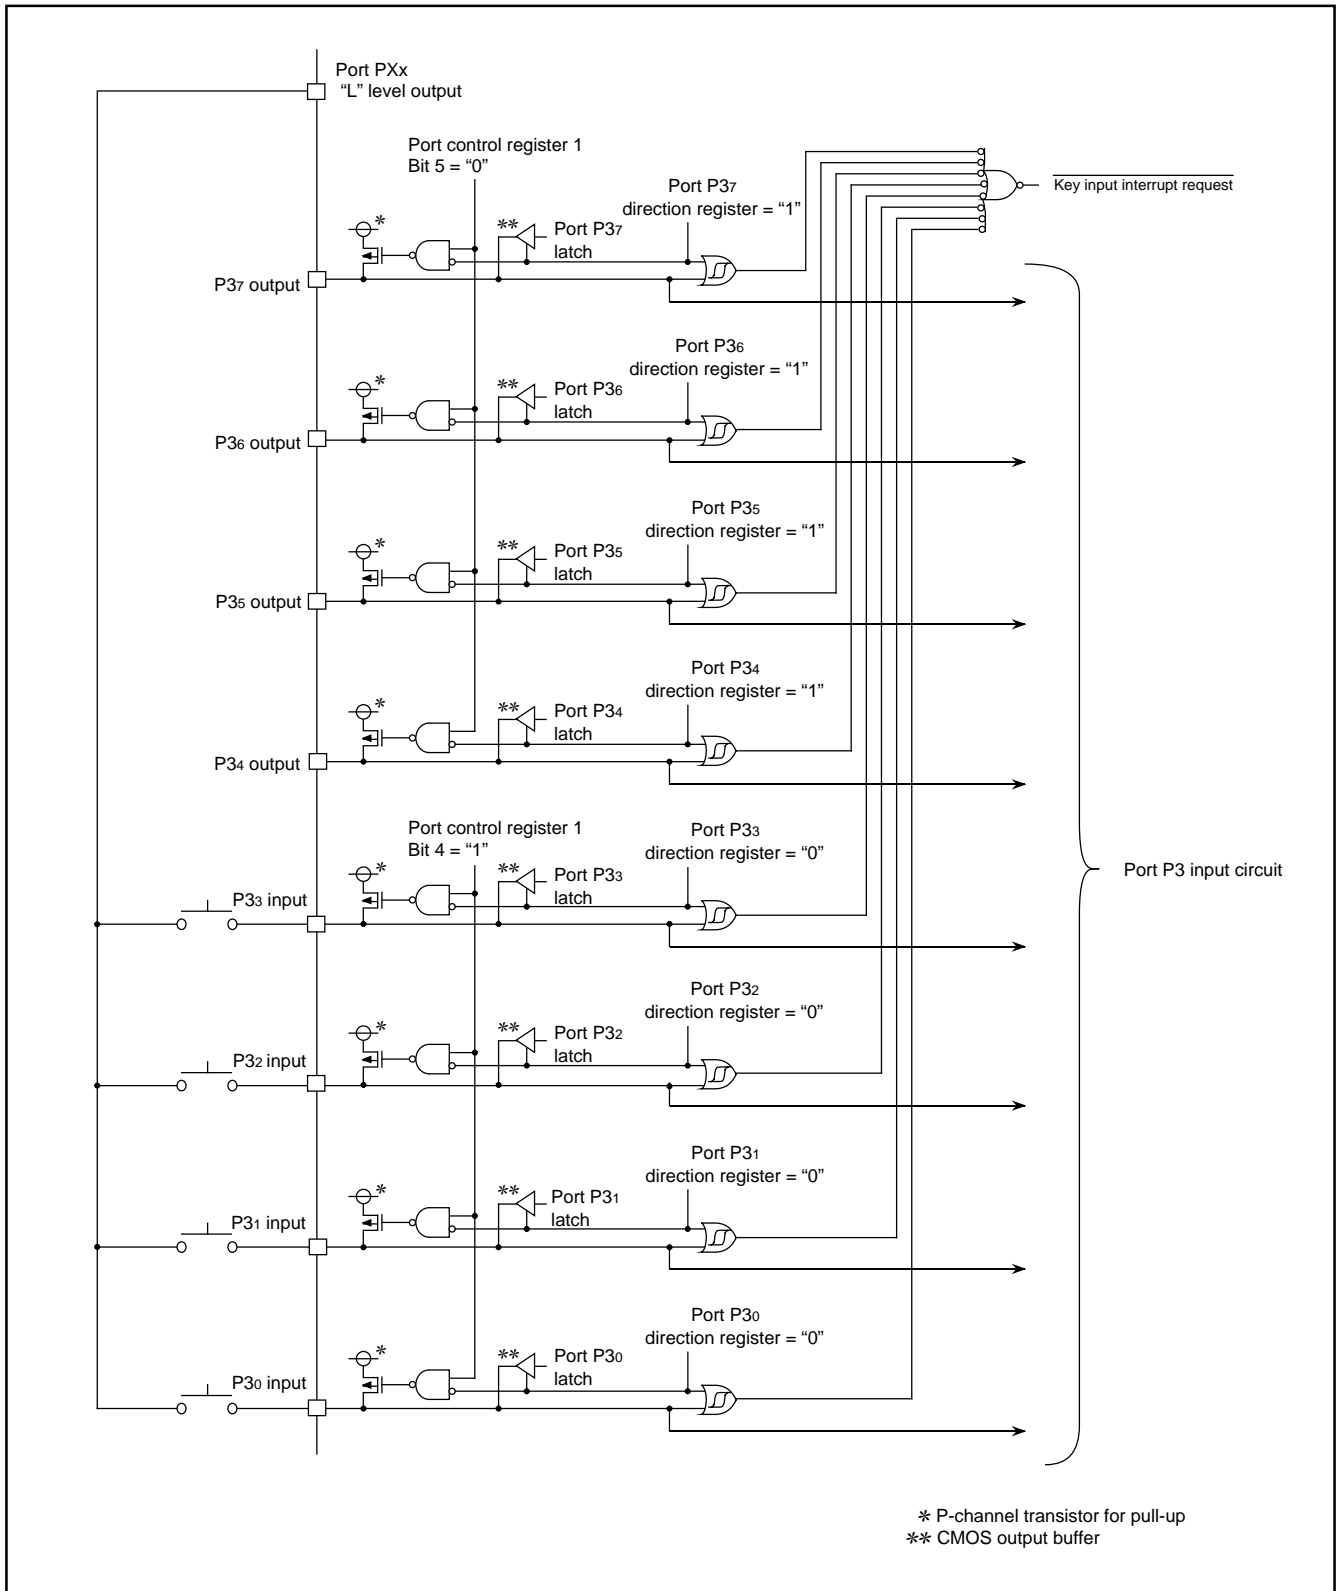 Port PXx
“L” level output
Port control register 1
Bit 5 = “0”
Key input interrupt request
Port P37
direction register = “1”
*
**
Port P37
latch
P37 output
Port P36
direction register = “1”
*
**
Port P36
latch
P36 output
Port P35
direction register = “1”
*
**
Port P35
latch
P35 output
Port P34
direction register = “1”
*
**
Port P34
latch
P34 output
Port control register 1
Bit 4 = “1”
Port P33
direction register = “0”
*
**
Port P33
latch
P33 input
Port P3 input circuit
Port P32
direction register = “0”
*
**
Port P32
latch
P32 input
Port P31
direction register = “0”
*
**
Port P31
latch
P31 input
Port P30
direction register = “0”
*
**
Port P30
latch
P30 input
* P-channel transistor for pull-up
** CMOS output buffer